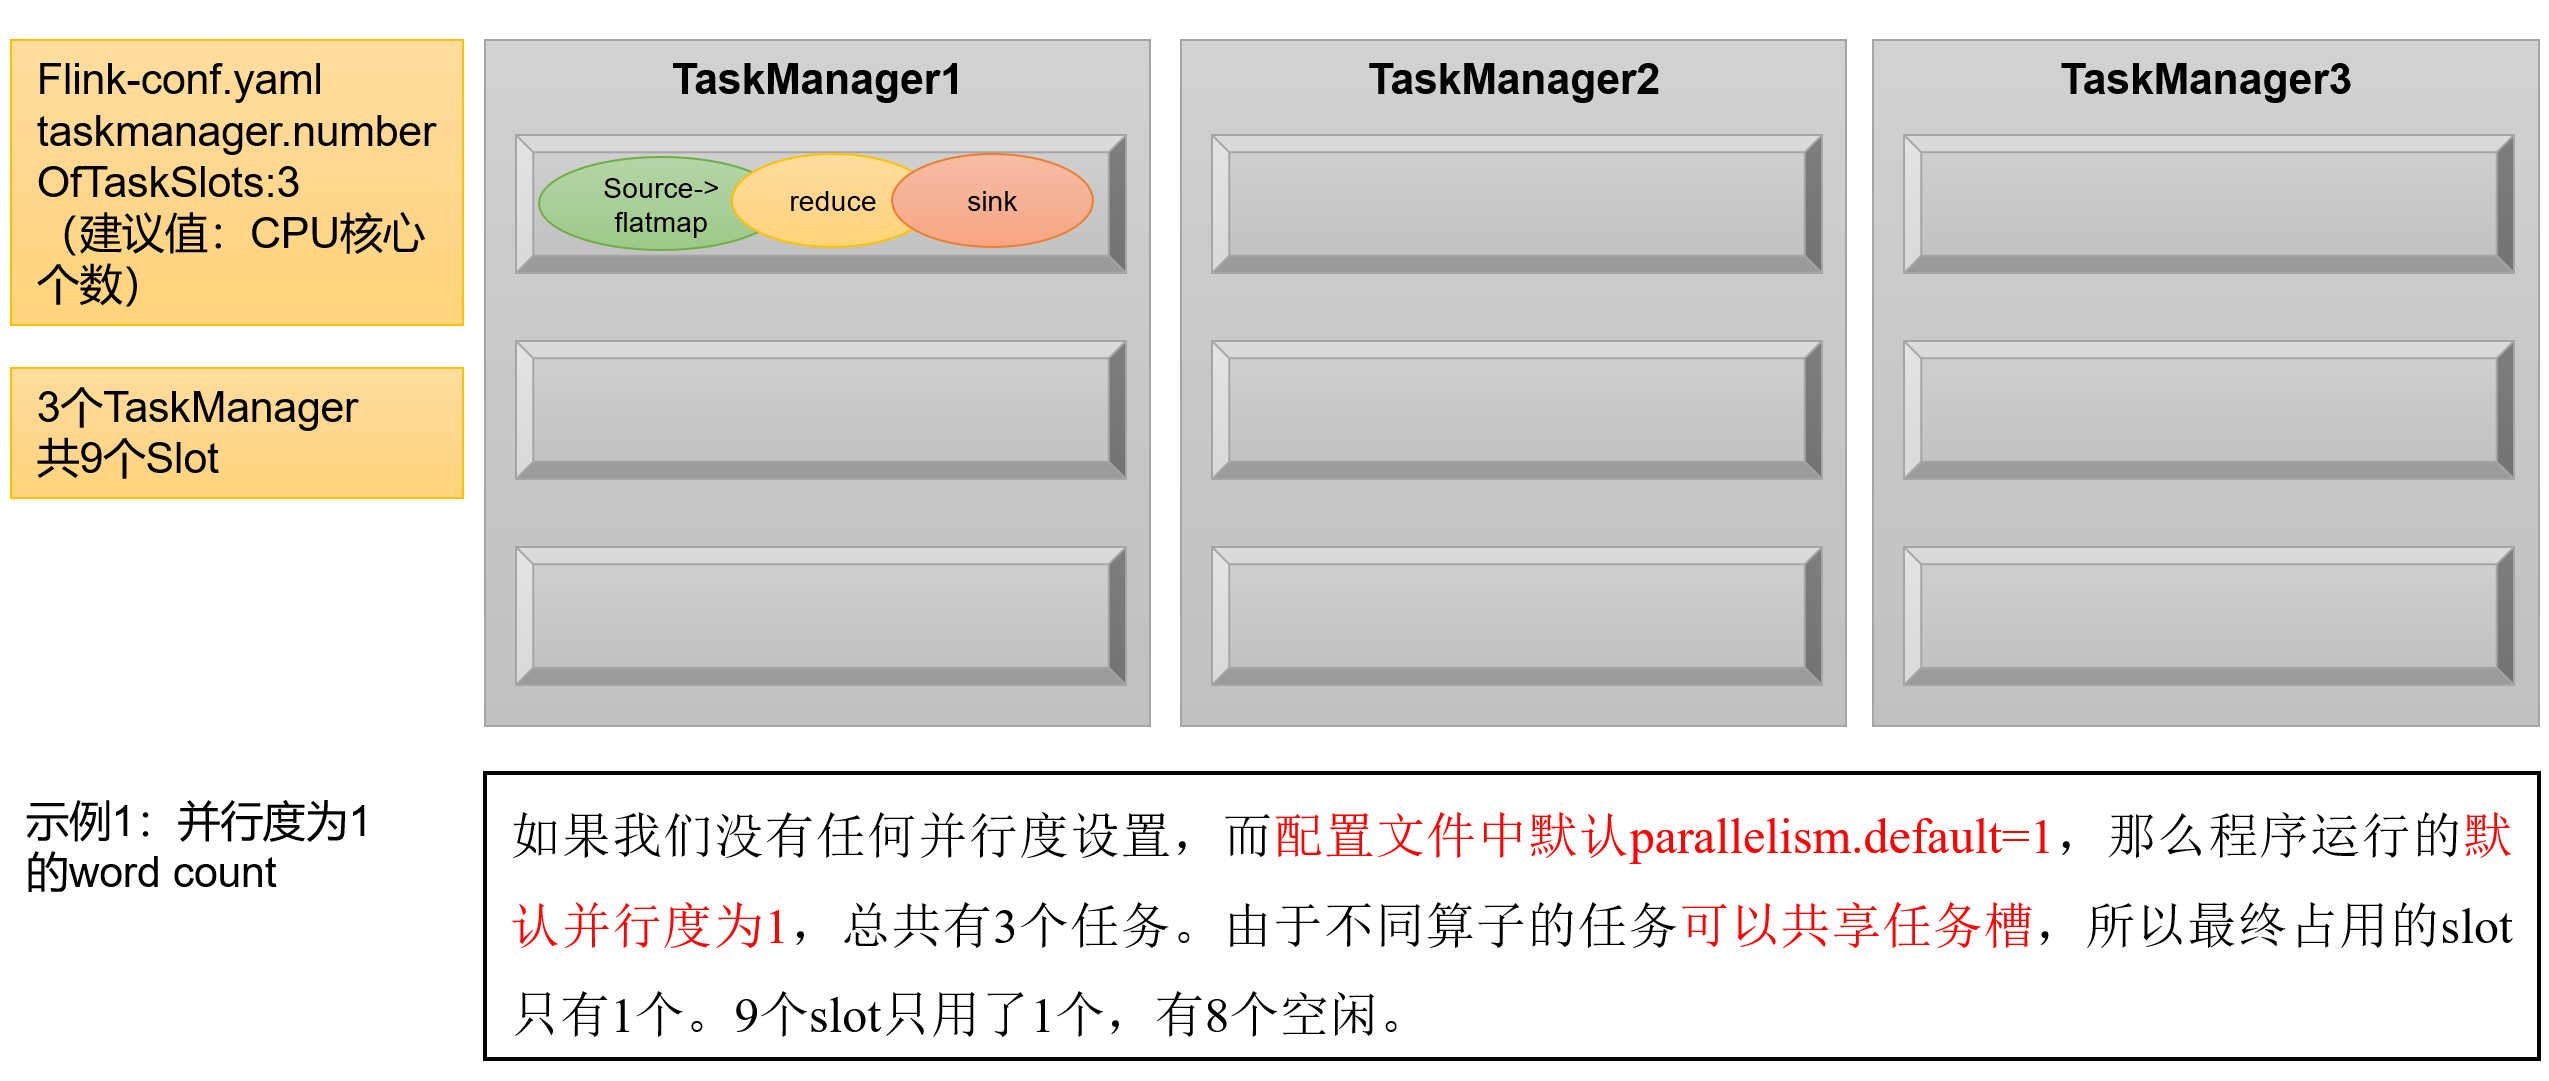 Flink-conf.yaml
taskmanager.number
OfTaskSlots:3
（建议值：CPU核心
个数）
3个TaskManager
共9个Slot
TaskManager1
Source->
flatmap
reduce
sink
TaskManager2
TaskManager3
示例1：并行度为1
的word count
如果我们没有任何并行度设置，而配置文件中默认parallelism.default=1，那么程序运行的默
认并行度为1，总共有3个任务。由于不同算子的任务可以共享任务槽，所以最终占用的slot
只有1个。9个slot只用了1个，有8个空闲。